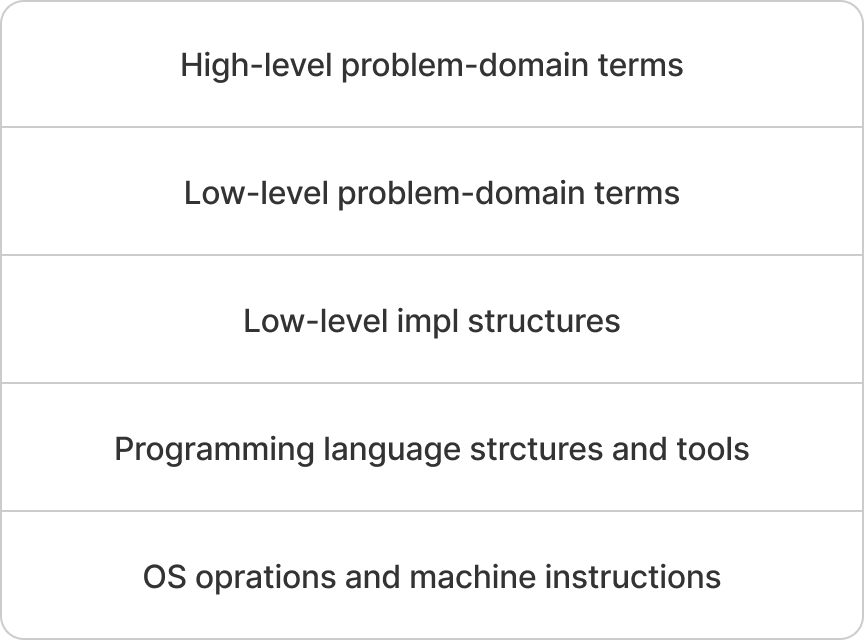 High-level problem-domain terms
Low-level problem-domain terms
Low-level impl structures
Programming language strctures and tools
OS oprations and machine instructions